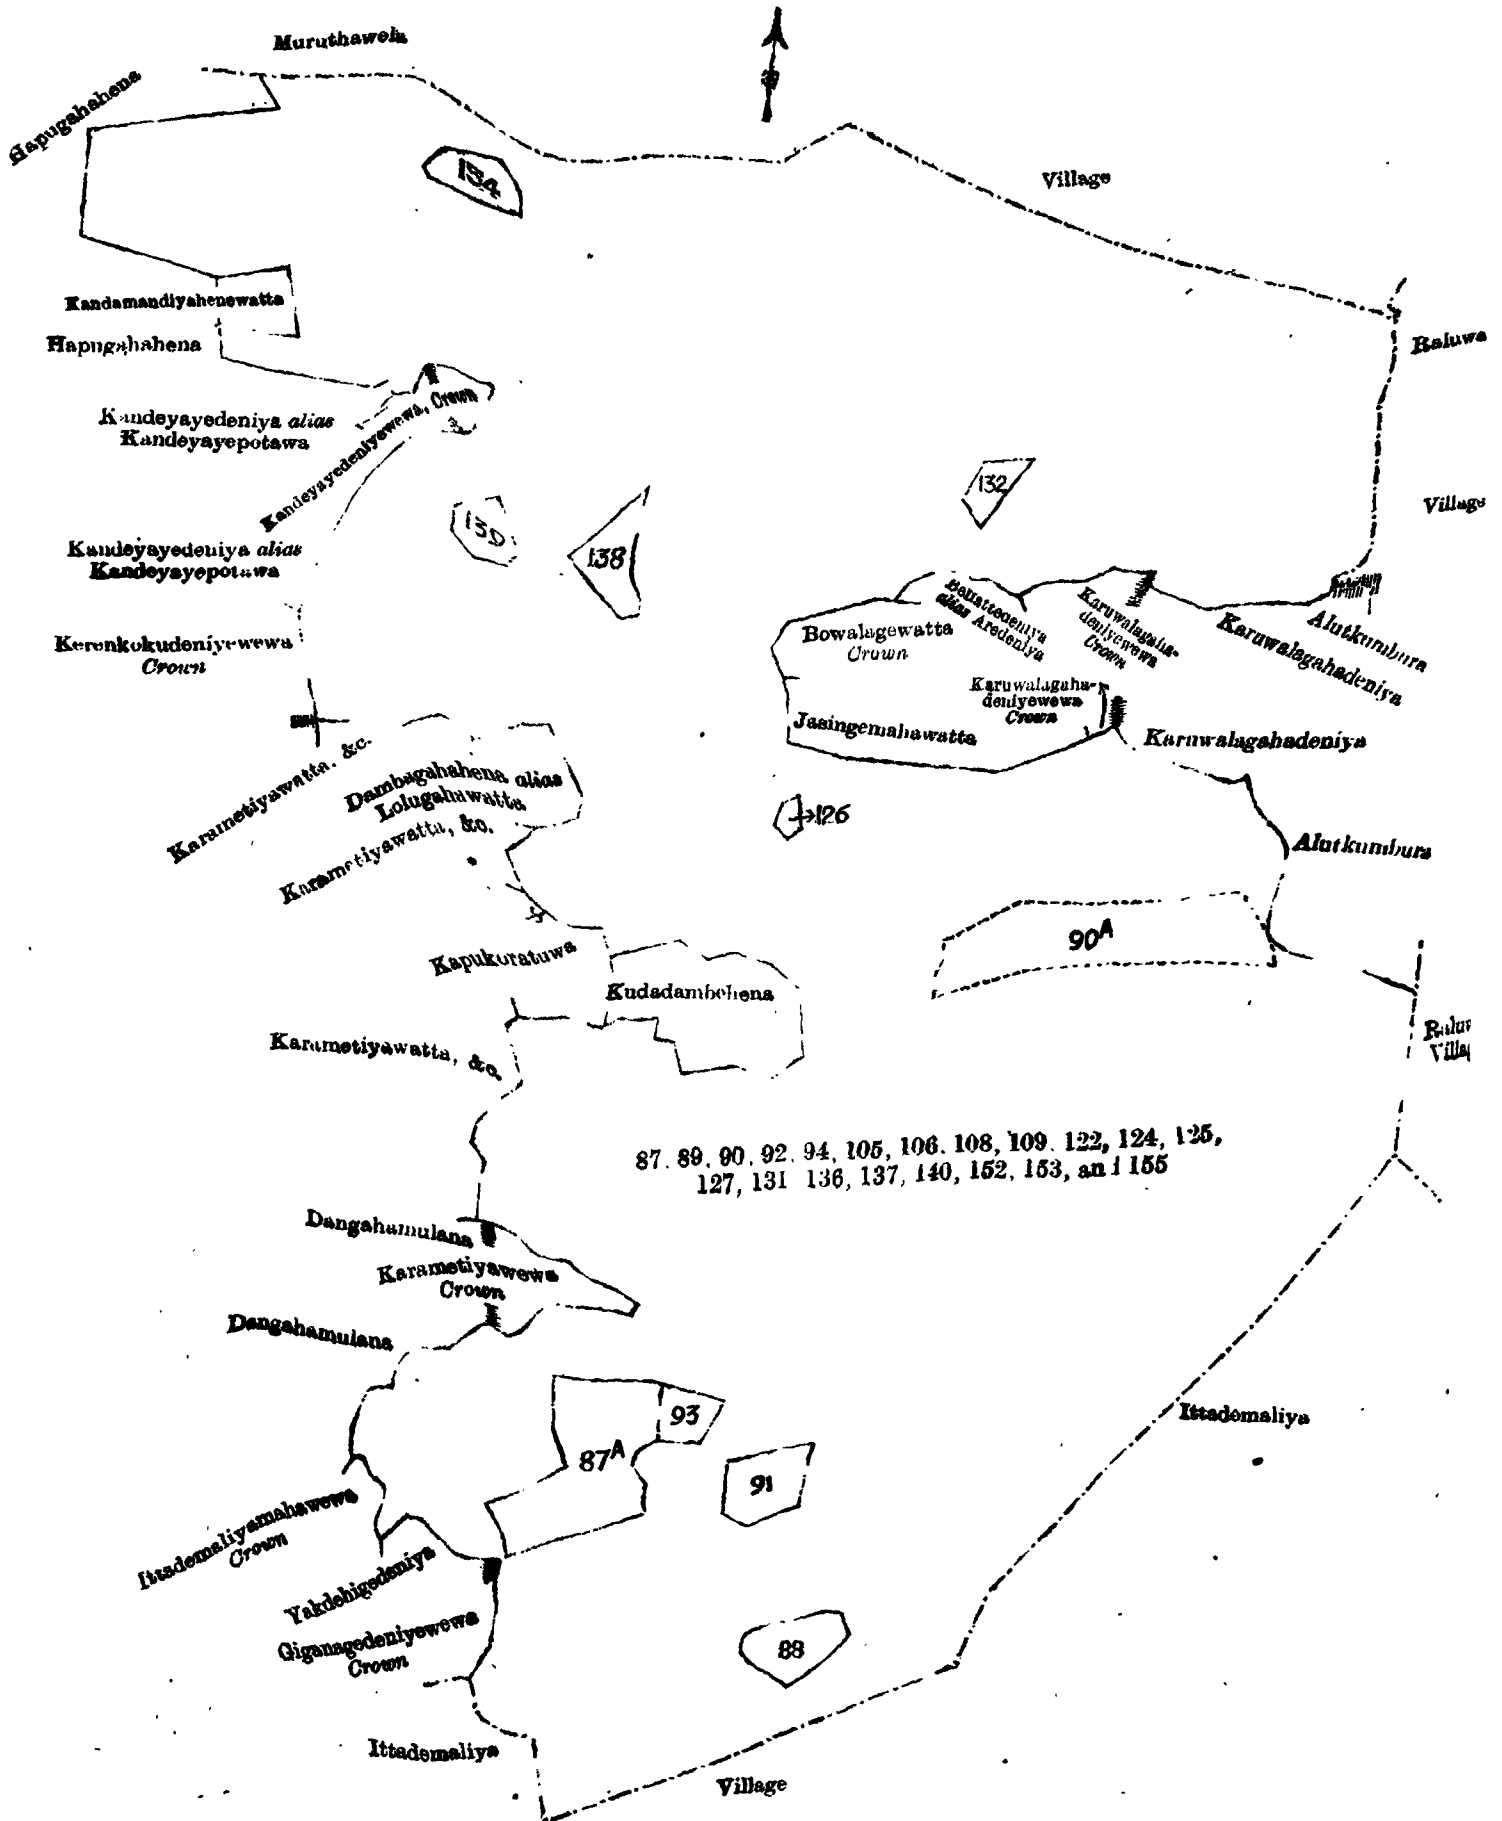 Muruthawela
Hapugahahena
134
Village
Kandamandiyahenewatta
Hapugahahena
Raluwa
Kandeyayedeniya alias
Kandeyayepotawa
Kandeyayedeniyewewa, Crown
132
Village
130
138
Kandeyayedeniya alias
Kandeyayepotawa
Kerenkokudeniyewewa
Crown
Bowalagewatta
Crown
alias Aredeniya
Karuwalagaha-
deniyewewa
Crown
Karuwalagahadeniya
Alutkumbura
Karuwalagaha-
deniyewewa
Crown
Jasingemahawatta
Karuwalagahadeniya
Karametiyawatta, &c.
Dambagahahena alias
Lolugahawatta
Karametiyawatta, &c.
126
Alutkumbura
90A
Kapukoratuwa
Kudadambehena
Karametiyawatta, &c.
87. 89, 90, 92. 94, 105, 106. 108, 109. 122, 124, 125,
127, 131 136, 137, 140, 152, 153, and 155
Dangahamulana
Karametiyawewa
Crown
Dangahamulana
93
87A
91
Ittademaliya
Ittademaliyamahawewa
Crown
Yakdehigedeniya
Giganagedeniyewewa
Crown
88
Ittademaliya
Village